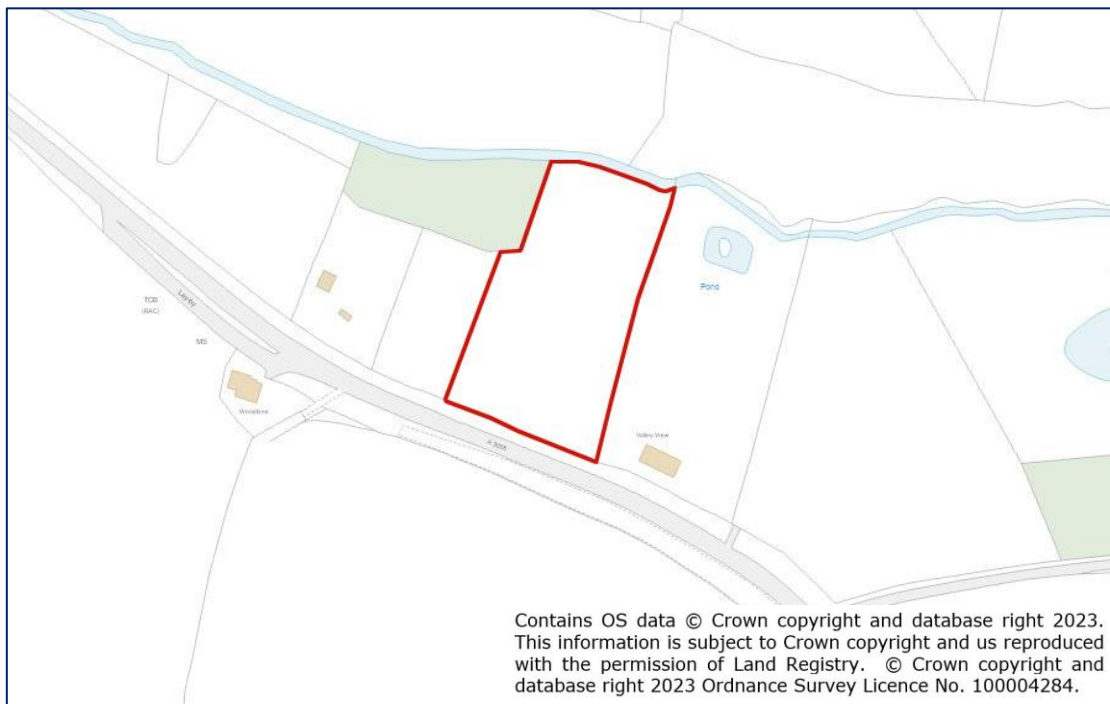 Pond
Lay-by
TCB
(RAC)
MS
Woodbine
Valley View
Contains OS data © Crown copyright and database right 2023.
This information is subject to Crown copyright and us reproduced
with the permission of Land Registry. © Crown copyright and
database right 2023 Ordnance Survey Licence No. 100004284.